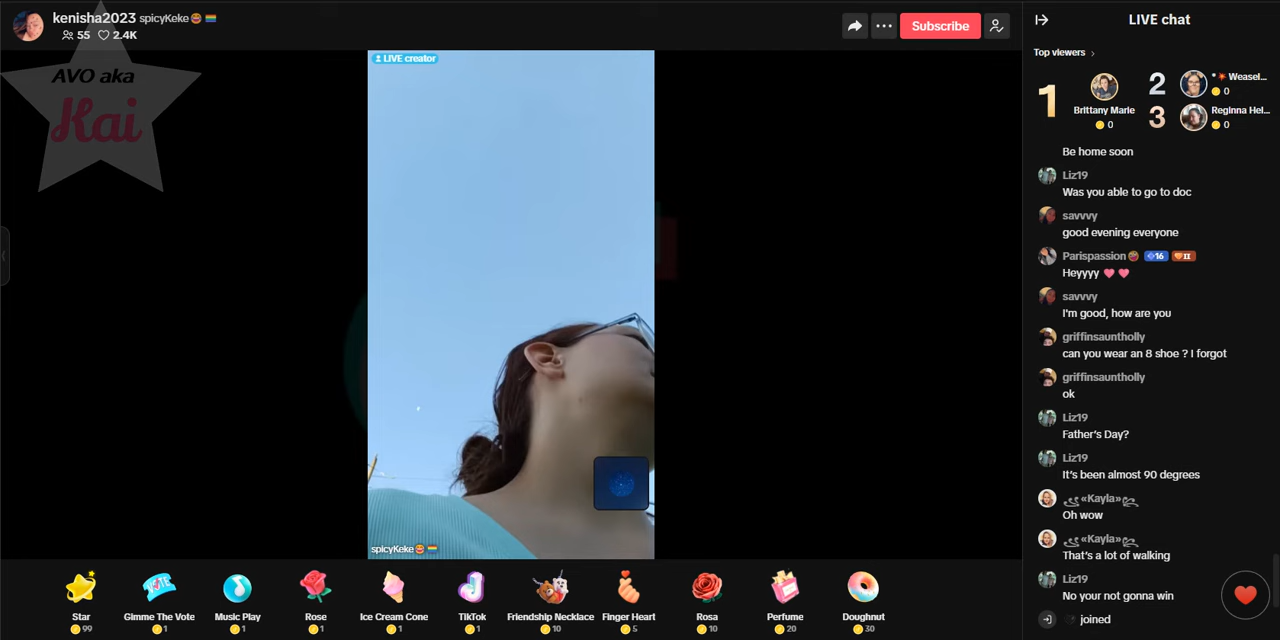 kenisha2023 spicyKeke
55 2.4K
AVO aka
Kai
LIVE creator
spicyKeke
Subscribe
LIVE chat
Top viewers
1
Brittany Marie
0
2
Weasel...
0
3
Reginna Hel...
0
Be home soon
Liz19
Was you able to go to doc
savvvy
good evening everyone
Parispassion 16 II
Heyyyy
savvvy
I'm good, how are you
griffinsauntholly
can you wear an 8 shoe ? I forgot
griffinsauntholly
ok
Liz19
Father's Day?
Liz19
It's been almost 90 degrees
«Kayla»
Oh wow
«Kayla»
That's a lot of walking
Liz19
No your not gonna win
joined
Star
99
Gimme The Vote
1
Music Play
1
Rose
1
Ice Cream Cone
1
TikTok
1
Friendship Necklace
10
Finger Heart
5
Rosa
10
Perfume
20
Doughnut
30